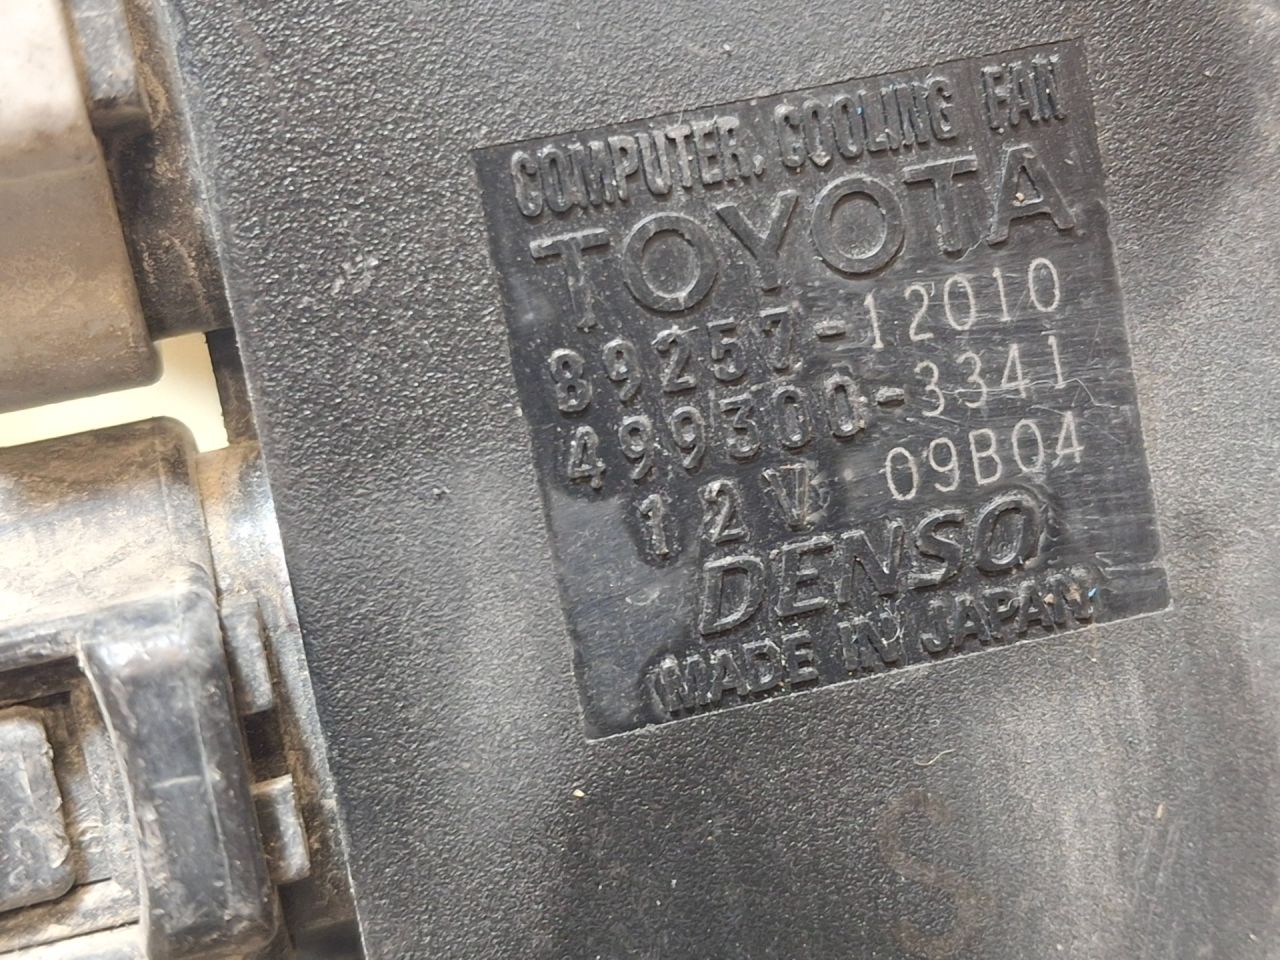 COMPUTER, COOLING FAN
TOYOTA
89257-12010
499300-3341
12V 09B04
DENSO
MADE IN JAPAN
S